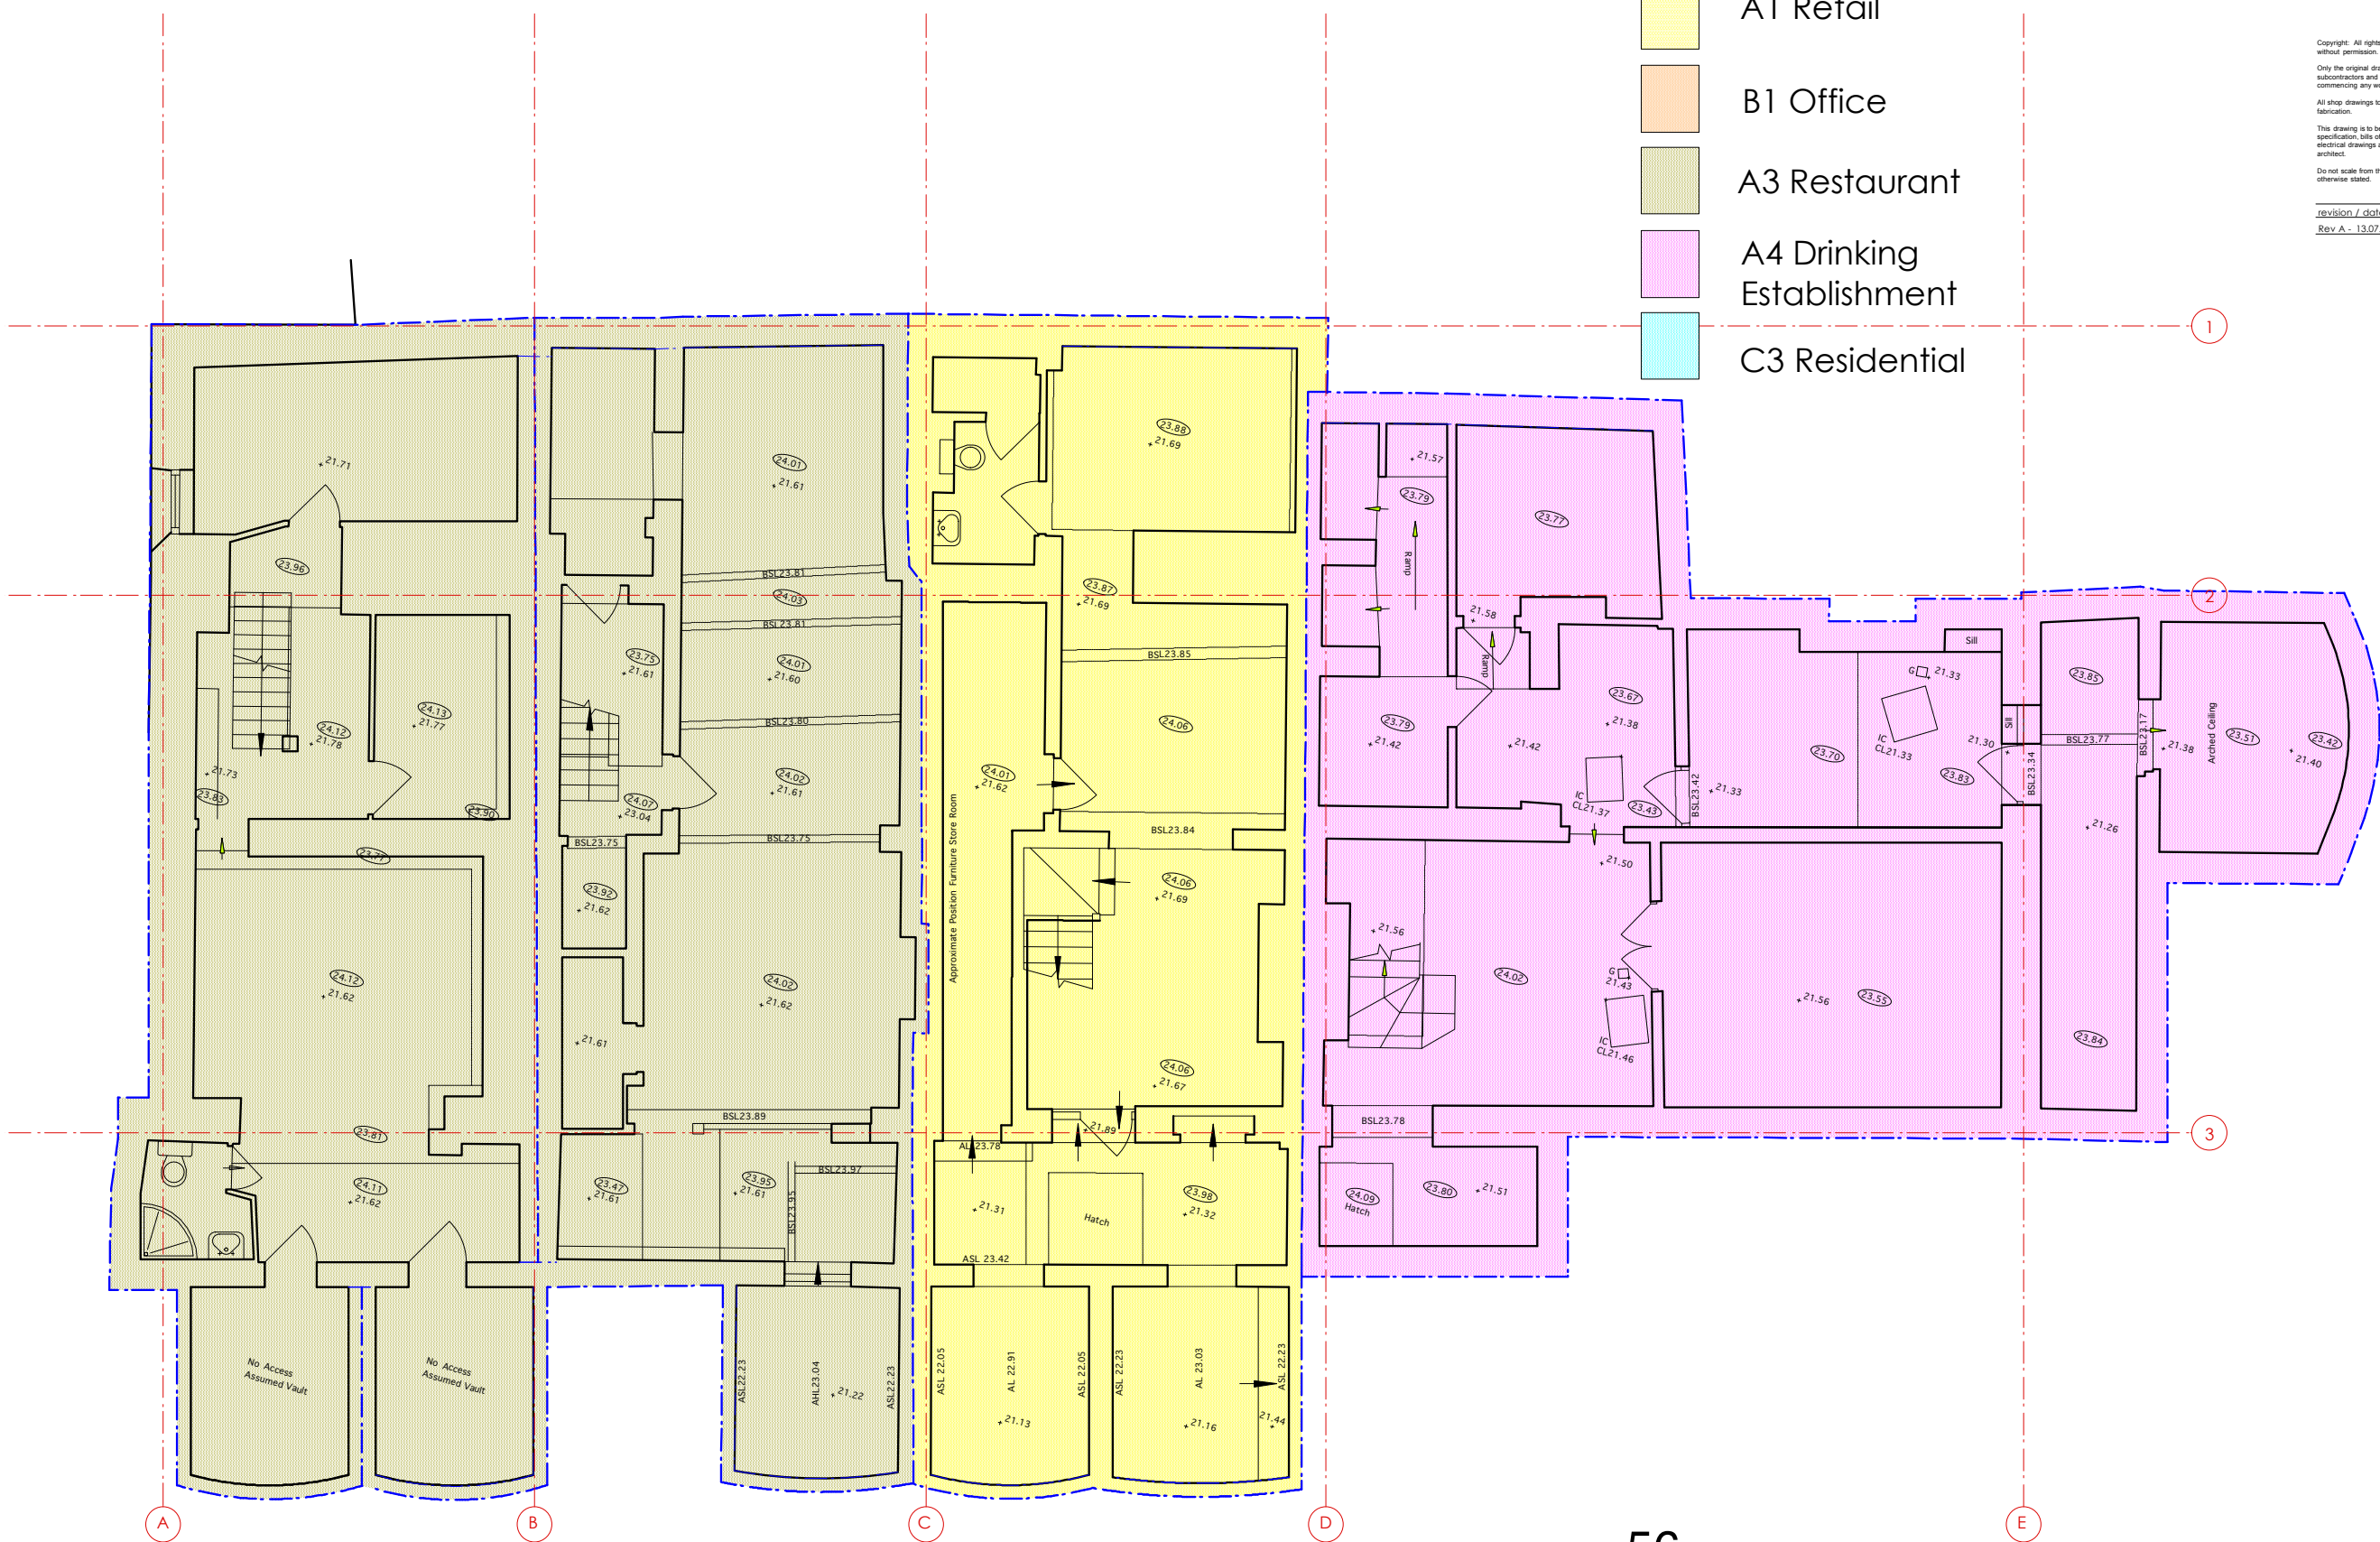 A1 Retail
B1 Office
A3 Restaurant
A4 Drinking
Establishment
C3 Residential
Copyright: All rights
without permission.
Only the original
subcontractors and
commencing any
All shop drawings to
fabrication.
This drawing is to be
specification, bills of
electrical drawings
architect.
Do not scale from
otherwise stated.
revision / date
Rev A - 13.07
1
2
3
A
B
C
D
E
21.71
23.96
24.12
21.78
24.13
21.77
21.73
23.83
23.90
23.77
24.12
21.62
23.81
24.11
21.62
No Access
Assumed Vault
No Access
Assumed Vault
24.01
21.61
BSL23.81
24.03
BSL23.81
24.01
21.60
BSL23.80
23.75
21.61
24.02
21.61
24.07
23.04
BSL23.75
BSL23.75
23.92
21.62
24.02
21.62
21.61
BSL23.89
23.47
21.61
23.95
21.61
BSL23.97
BSL23.95
ASL22.23
AHL23.04
21.22
ASL22.23
23.88
21.69
23.87
21.69
BSL23.85
24.06
24.01
21.62
BSL23.84
Approximate Position Furniture Store Room
24.06
21.69
24.06
21.67
21.89
AL 23.78
21.31
Hatch
23.98
21.32
ASL 23.42
ASL 22.05
AL 22.91
ASL 22.05
21.13
ASL 22.23
AL 23.03
21.16
ASL 22.23
21.44
21.57
23.79
Ramp
23.77
21.58
Ramp
23.79
21.42
21.42
23.67
21.38
IC
CL21.37
23.43
BSL23.42
21.33
23.70
Sill
G
21.33
IC
CL21.33
23.83
21.30
Sill
BSL23.34
23.85
BSL23.77
BSL23.17
21.38
21.26
Arched Ceiling
23.51
23.42
21.40
21.50
21.56
24.02
G
21.43
IC
CL21.46
21.56
23.55
23.84
BSL23.78
24.09
Hatch
23.80
21.51